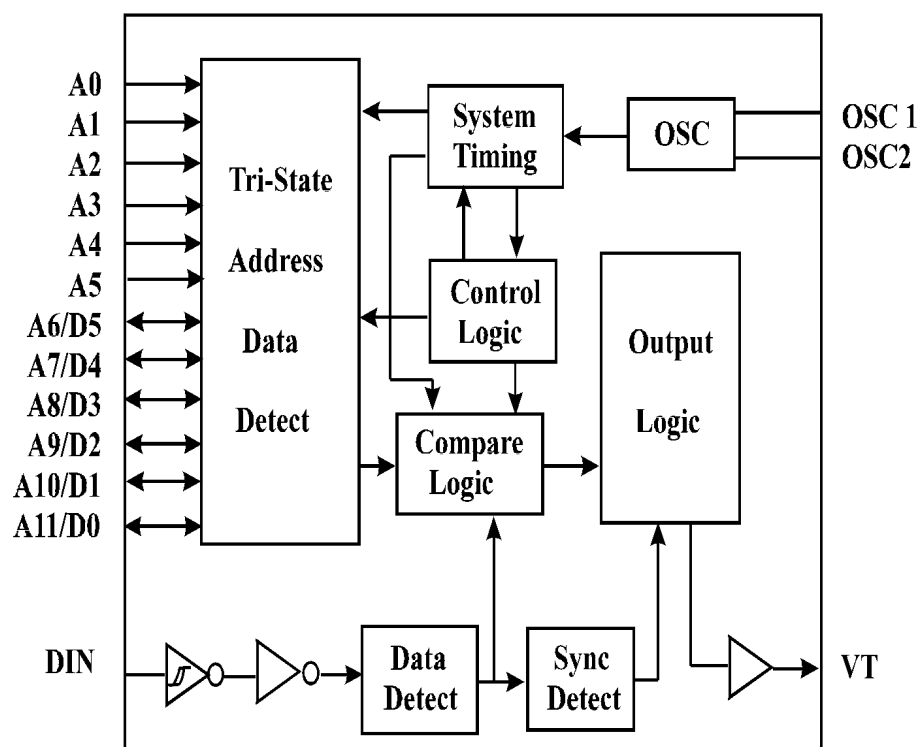 A0
A1
A2
A3
A4
A5
A6/D5
A7/D4
A8/D3
A9/D2
A10/D1
A11/D0
DIN
Tri-State
Address
Data
Detect
System
Timing
OSC
OSC 1
OSC2
Control
Logic
Compare
Logic
Output
Logic
Data
Detect
Sync
Detect
VT